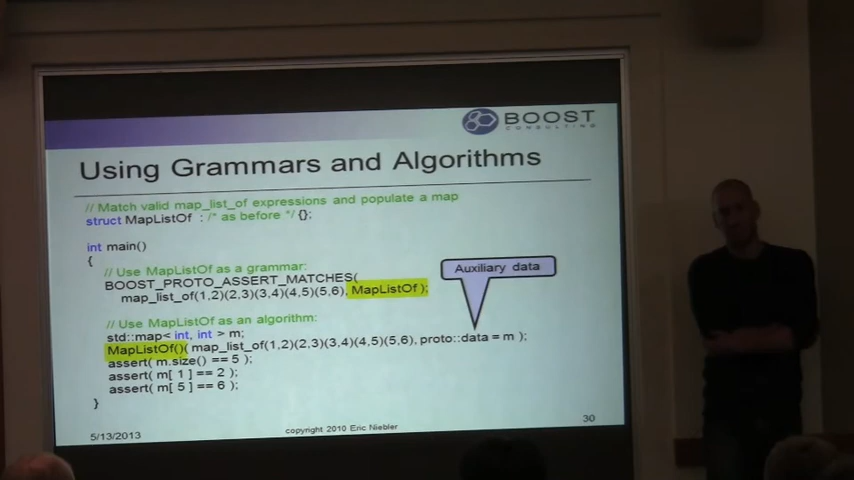 BOOST
CONSULTING
Using Grammars and Algorithms
// Match valid map_list_of expressions and populate a map
struct MapListOf : /* as before */ {};
int main()
{
// Use MapListOf as a grammar:
BOOST_PROTO_ASSERT_MATCHES(
map_list_of(1,2)(2,3)(3,4)(4,5)(5,6), MapListOf );
Auxiliary data
// Use MapListOf as an algorithm:
std::map< int, int > m;
MapListOf()( map_list_of(1,2)(2,3)(3,4)(4,5)(5,6), proto::data = m );
assert( m.size() == 5 );
assert( m[ 1 ] == 2 );
assert( m[ 5 ] == 6 );
}
5/13/2013
copyright 2010 Eric Niebler
30